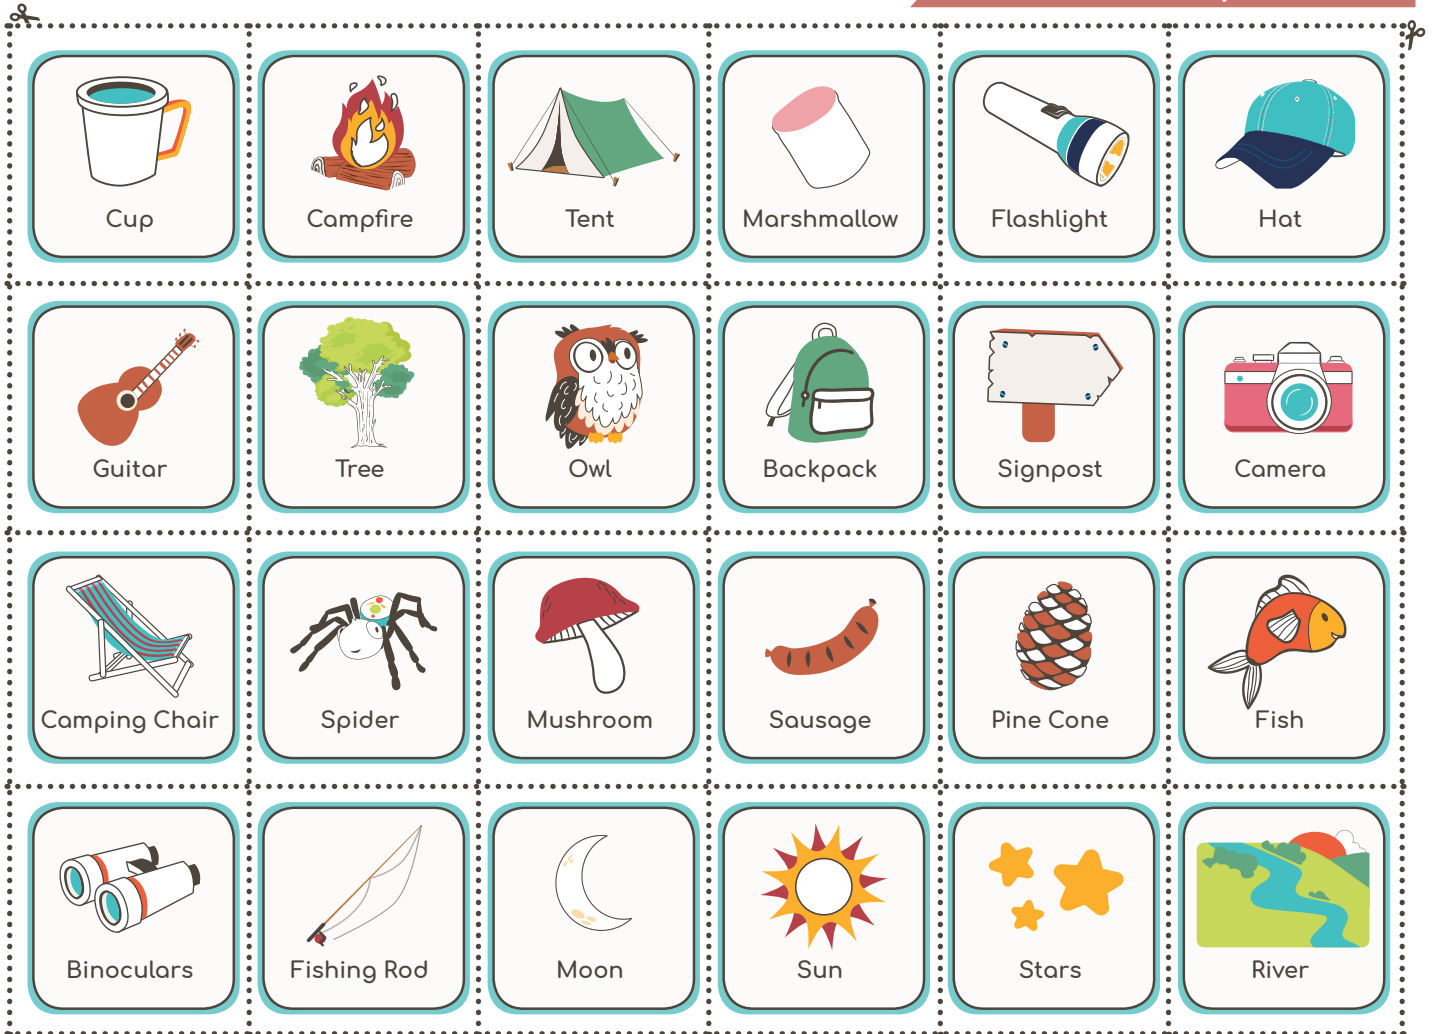 Cup
Campfire
Tent
Marshmallow
Flashlight
Hat
Guitar
Tree
Owl
Backpack
Signpost
Camera
Camping Chair
Spider
Mushroom
Sausage
Pine Cone
Fish
Binoculars
Fishing Rod
Moon
Sun
Stars
River